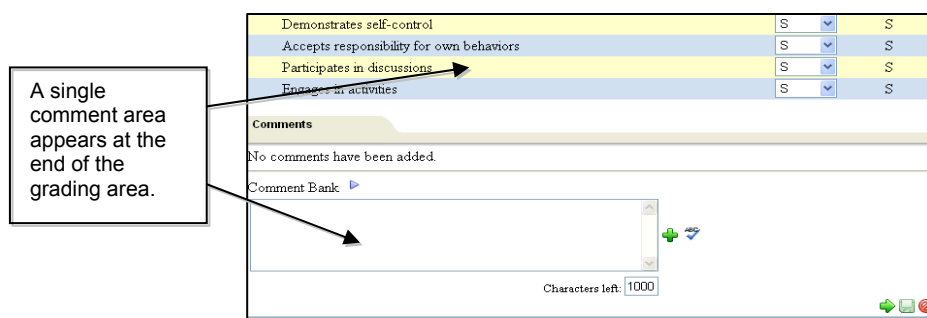 A single
comment area
appears at the
end of the
grading area.
Demonstrates self-control S S
Accepts responsibility for own behaviors S S
Participates in discussions S S
Engages in activities S S
Comments
No comments have been added.
Comment Bank
ABC
Characters left: 1000